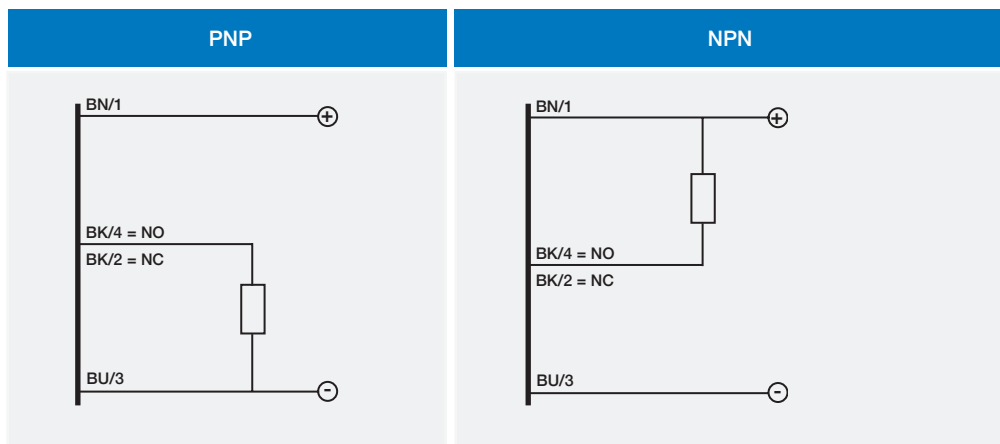 PNP
BN/1
+
BK/4 = NO
BK/2 = NC
BU/3
-
NPN
BN/1
+
BK/4 = NO
BK/2 = NC
BU/3
-